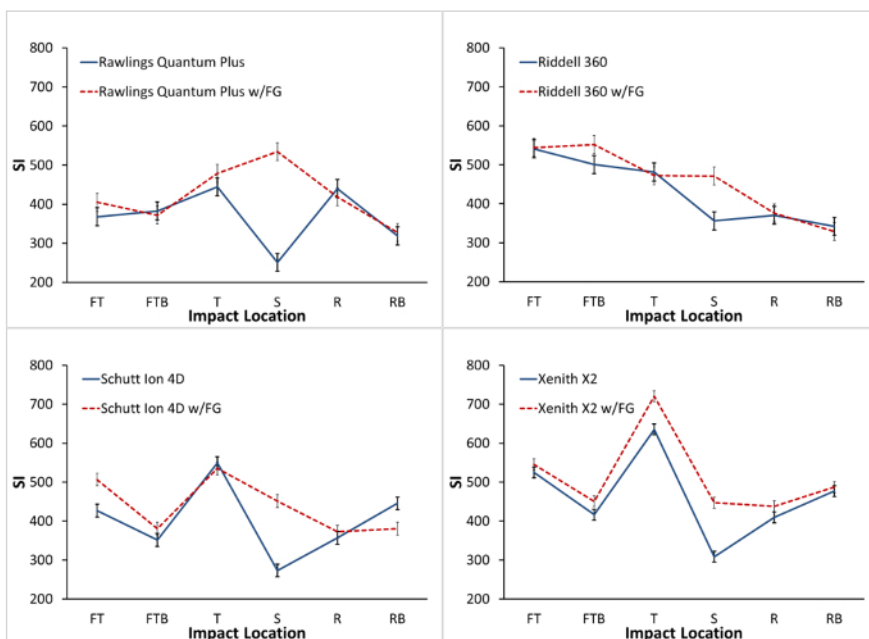 800
700
600
500
400
300
200
SI
Rawlings Quantum Plus
Rawlings Quantum Plus w/FG
FT FTB T S R RB
Impact Location
800
700
600
500
400
300
200
SI
Riddell 360
Riddell 360 w/FG
FT FTB T S R RB
Impact Location
800
700
600
500
400
300
200
SI
Schutt Ion 4D
Schutt Ion 4D w/FG
FT FTB T S R RB
Impact Location
800
700
600
500
400
300
200
SI
Xenith X2
Xenith X2 w/FG
FT FTB T S R RB
Impact Location